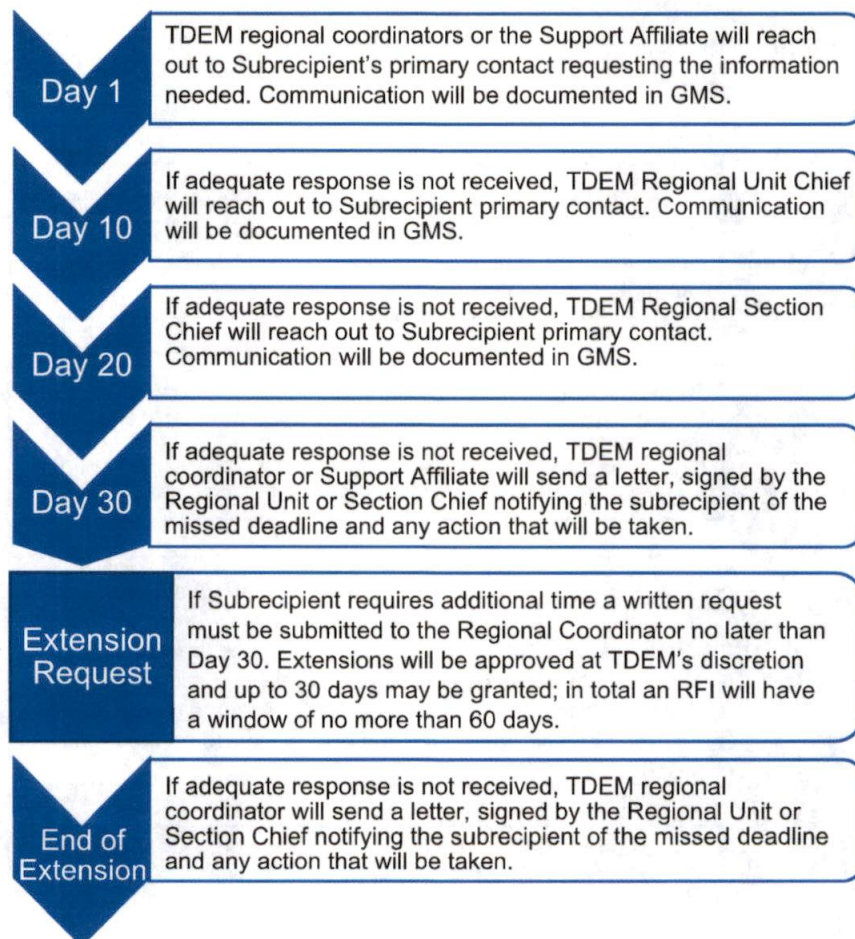 Day 1
TDEM regional coordinators or the Support Affiliate will reach
out to Subrecipient's primary contact requesting the information
needed. Communication will be documented in GMS.
Day 10
If adequate response is not received, TDEM Regional Unit Chief
will reach out to Subrecipient primary contact. Communication
will be documented in GMS.
Day 20
If adequate response is not received, TDEM Regional Section
Chief will reach out to Subrecipient primary contact.
Communication will be documented in GMS.
Day 30
If adequate response is not received, TDEM regional
coordinator or Support Affiliate will send a letter, signed by the
Regional Unit or Section Chief notifying the subrecipient of the
missed deadline and any action that will be taken.
Extension
Request
If Subrecipient requires additional time a written request
must be submitted to the Regional Coordinator no later than
Day 30. Extensions will be approved at TDEM's discretion
and up to 30 days may be granted; in total an RFI will have
a window of no more than 60 days.
End of
Extension
If adequate response is not received, TDEM regional
coordinator will send a letter, signed by the Regional Unit or
Section Chief notifying the subrecipient of the missed deadline
and any action that will be taken.